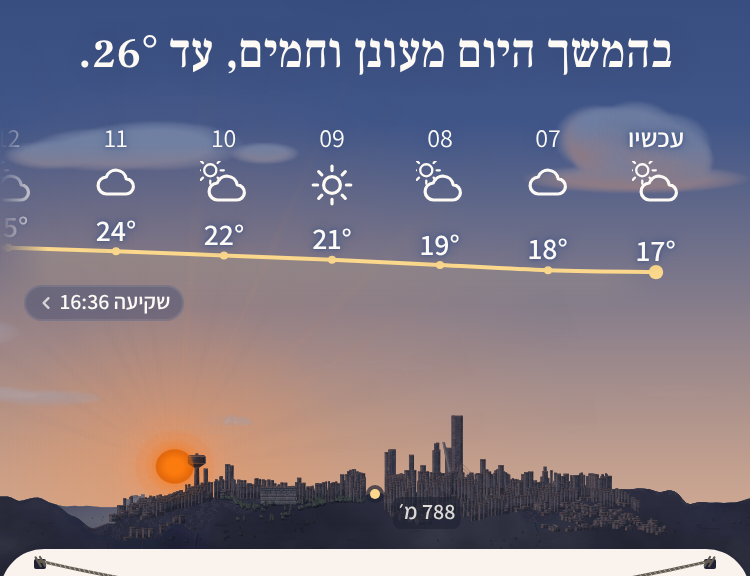 בהמשך היום מעונן וחמים, עד 26°.
עכשיו 07 08 09 10 11 12
17° 18° 19° 21° 22° 24°
שקיעה 16:36
788 מ׳